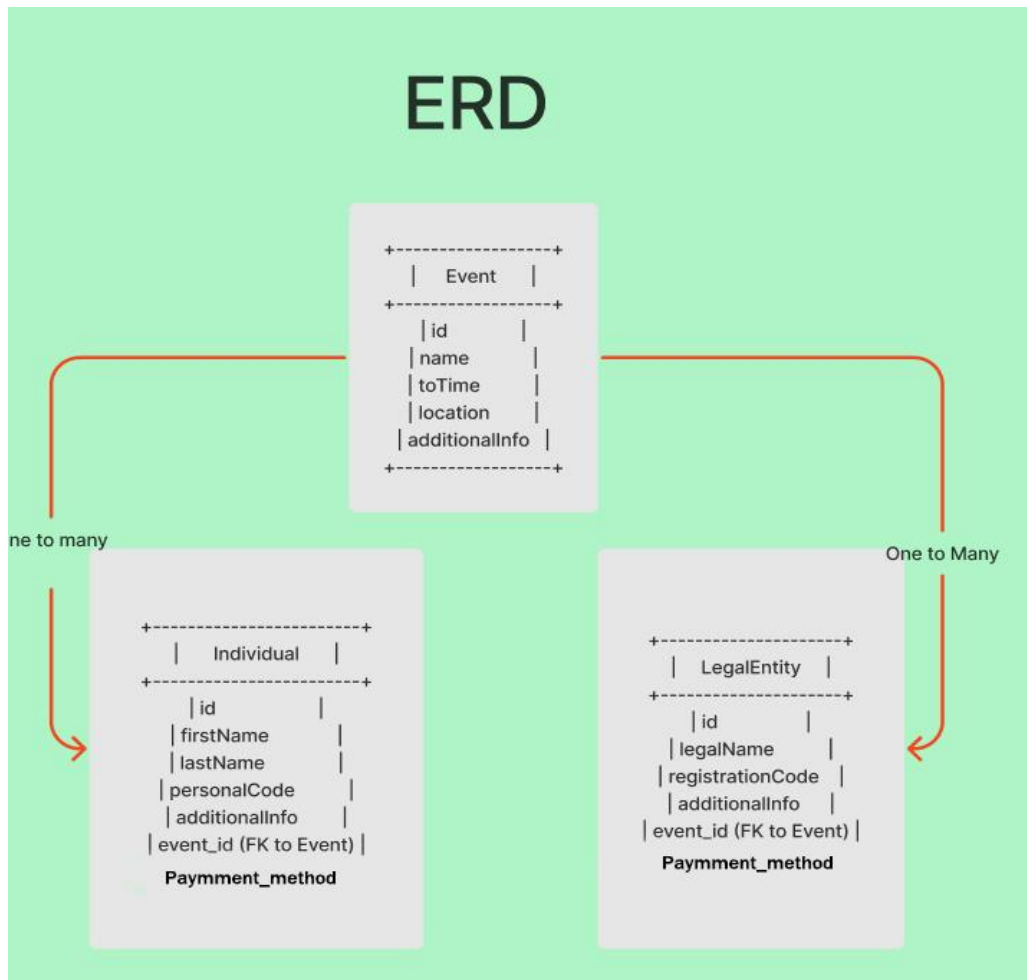 ERD
+-------------------+
| Event |
+-------------------+
| id |
| name |
| toTime |
| location |
| additionalInfo |
+-------------------+
ne to many
One to Many
+-------------------------+
| Individual |
+-------------------------+
| id |
| firstName |
| lastName |
| personalCode |
| additionalInfo |
| event_id (FK to Event) |
Paymment_method
+----------------------+
| LegalEntity |
+----------------------+
| id |
| legalName |
| registrationCode |
| additionalInfo |
| event_id (FK to Event) |
Paymment_method